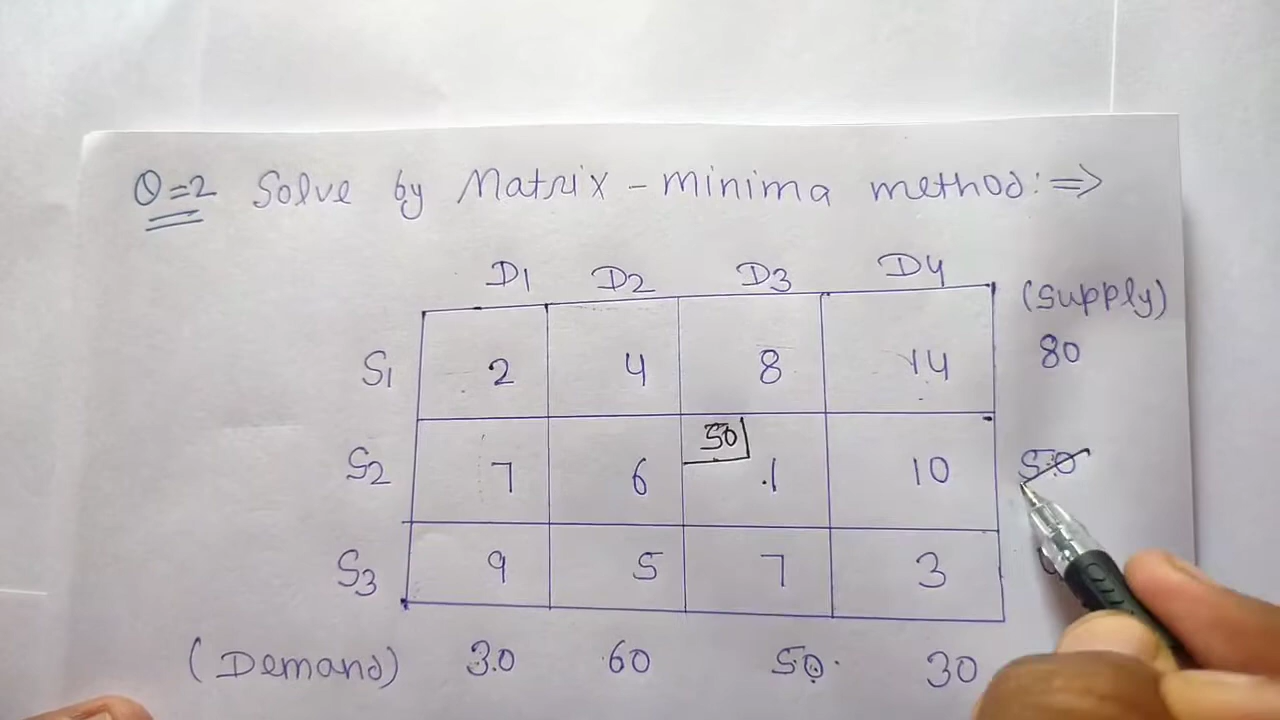 Q=2 Solve by Matrix-minima method:⇒
D1 D2 D3 D4 (Supply)
S1 2 4 8 14 80
S2 7 6 50 .1 10 50
S3 9 5 7 3
(Demand) 30 60 50 30